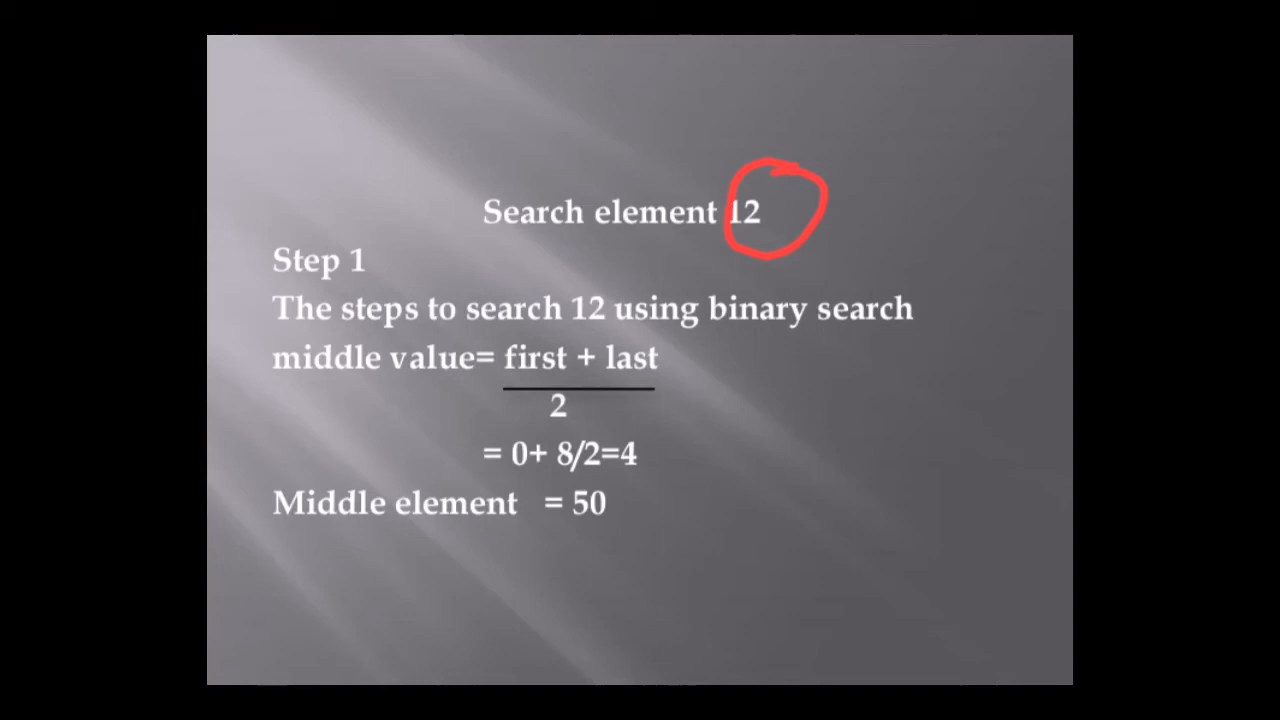 Search element 12
Step 1
The steps to search 12 using binary search
middle value= first + last
2
= 0+ 8/2=4
Middle element = 50